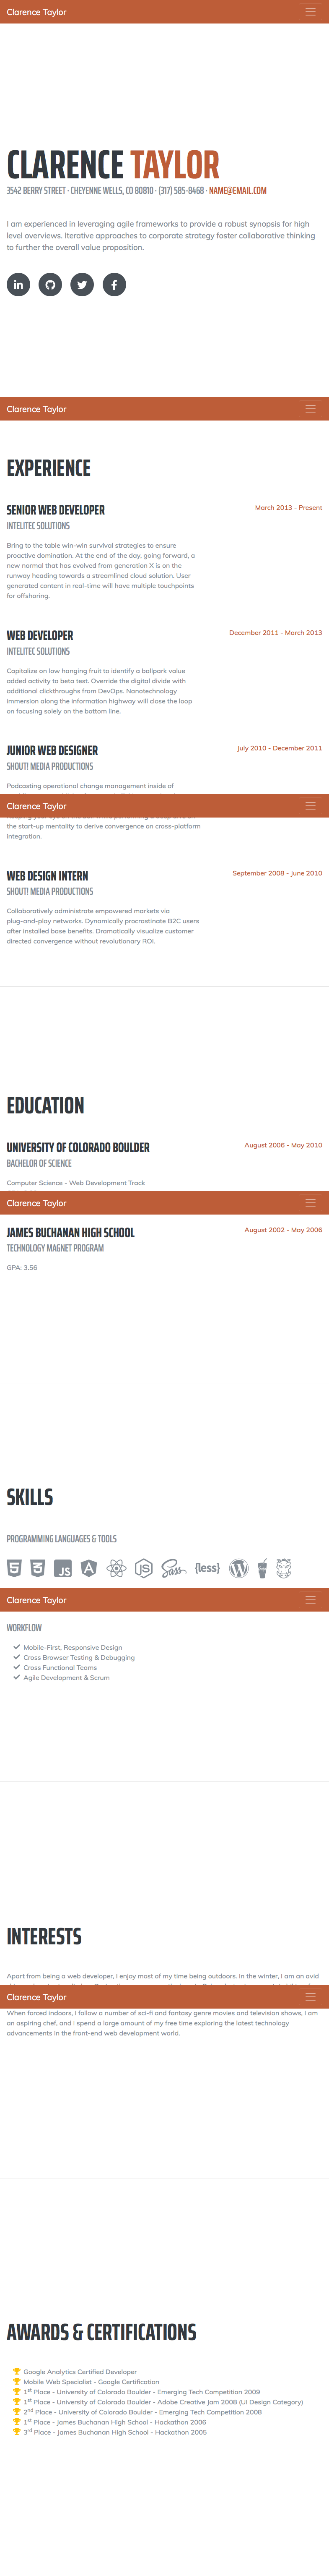 Clarence Taylor
CLARENCE TAYLOR
3542 BERRY STREET · CHEYENNE WELLS, CO 80810 · (317) 585-8468 · NAME@EMAIL.COM
I am experienced in leveraging agile frameworks to provide a robust synopsis for high
level overviews. Iterative approaches to corporate strategy foster collaborative thinking
to further the overall value proposition.
Clarence Taylor
EXPERIENCE
SENIOR WEB DEVELOPER
March 2013 - Present
INTELITEC SOLUTIONS
Bring to the table win-win survival strategies to ensure
proactive domination. At the end of the day, going forward, a
new normal that has evolved from generation X is on the
runway heading towards a streamlined cloud solution. User
generated content in real-time will have multiple touchpoints
for offshoring.
WEB DEVELOPER
December 2011 - March 2013
INTELITEC SOLUTIONS
Capitalize on low hanging fruit to identify a ballpark value
added activity to beta test. Override the digital divide with
additional clickthroughs from DevOps. Nanotechnology
immersion along the information highway will close the loop
on focusing solely on the bottom line.
JUNIOR WEB DESIGNER
July 2010 - December 2011
SHOUT! MEDIA PRODUCTIONS
Podcasting operational change management inside of
Clarence Taylor
the start-up mentality to derive convergence on cross-platform
integration.
WEB DESIGN INTERN
September 2008 - June 2010
SHOUT! MEDIA PRODUCTIONS
Collaboratively administrate empowered markets via
plug-and-play networks. Dynamically procrastinate B2C users
after installed base benefits. Dramatically visualize customer
directed convergence without revolutionary ROI.
EDUCATION
UNIVERSITY OF COLORADO BOULDER
August 2006 - May 2010
BACHELOR OF SCIENCE
Computer Science - Web Development Track
Clarence Taylor
JAMES BUCHANAN HIGH SCHOOL
August 2002 - May 2006
TECHNOLOGY MAGNET PROGRAM
GPA: 3.56
SKILLS
PROGRAMMING LANGUAGES & TOOLS
5 3 JS A JS Sass {less} W
Clarence Taylor
WORKFLOW
Mobile-First, Responsive Design
Cross Browser Testing & Debugging
Cross Functional Teams
Agile Development & Scrum
INTERESTS
Apart from being a web developer, I enjoy most of my time being outdoors. In the winter, I am an avid
Clarence Taylor
When forced indoors, I follow a number of sci-fi and fantasy genre movies and television shows, I am
an aspiring chef, and I spend a large amount of my free time exploring the latest technology
advancements in the front-end web development world.
AWARDS & CERTIFICATIONS
Google Analytics Certified Developer
Mobile Web Specialist - Google Certification
1st Place - University of Colorado Boulder - Emerging Tech Competition 2009
1st Place - University of Colorado Boulder - Adobe Creative Jam 2008 (UI Design Category)
2nd Place - University of Colorado Boulder - Emerging Tech Competition 2008
1st Place - James Buchanan High School - Hackathon 2006
3rd Place - James Buchanan High School - Hackathon 2005